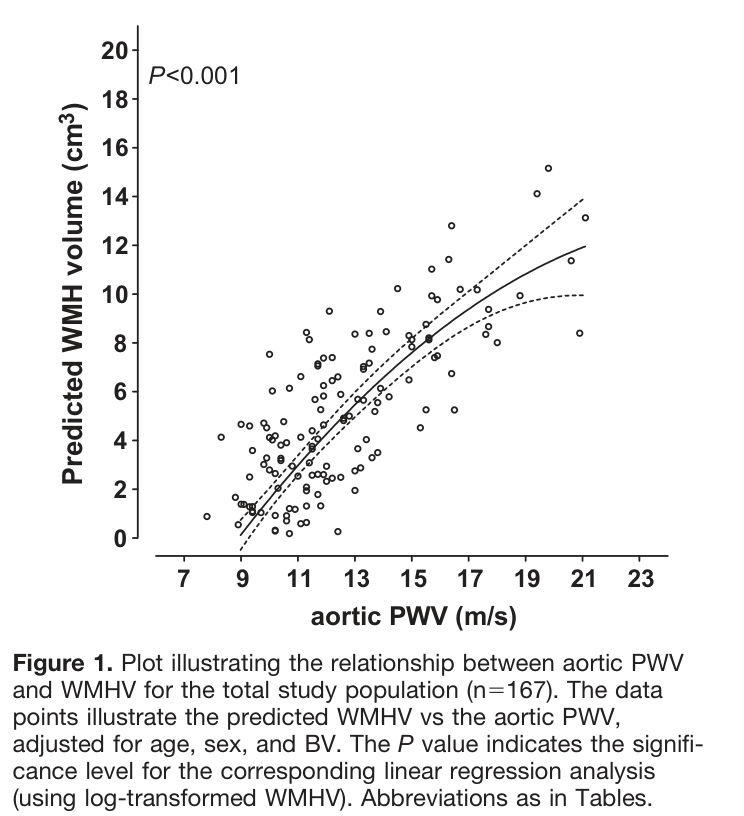 20
P<0.001
18
16
14
12
10
8
6
4
2
0
Predicted WMH volume (cm³)
7 9 11 13 15 17 19 21 23
aortic PWV (m/s)
Figure 1. Plot illustrating the relationship between aortic PWV
and WMHV for the total study population (n=167). The data
points illustrate the predicted WMHV vs the aortic PWV,
adjusted for age, sex, and BV. The P value indicates the signifi-
cance level for the corresponding linear regression analysis
(using log-transformed WMHV). Abbreviations as in Tables.